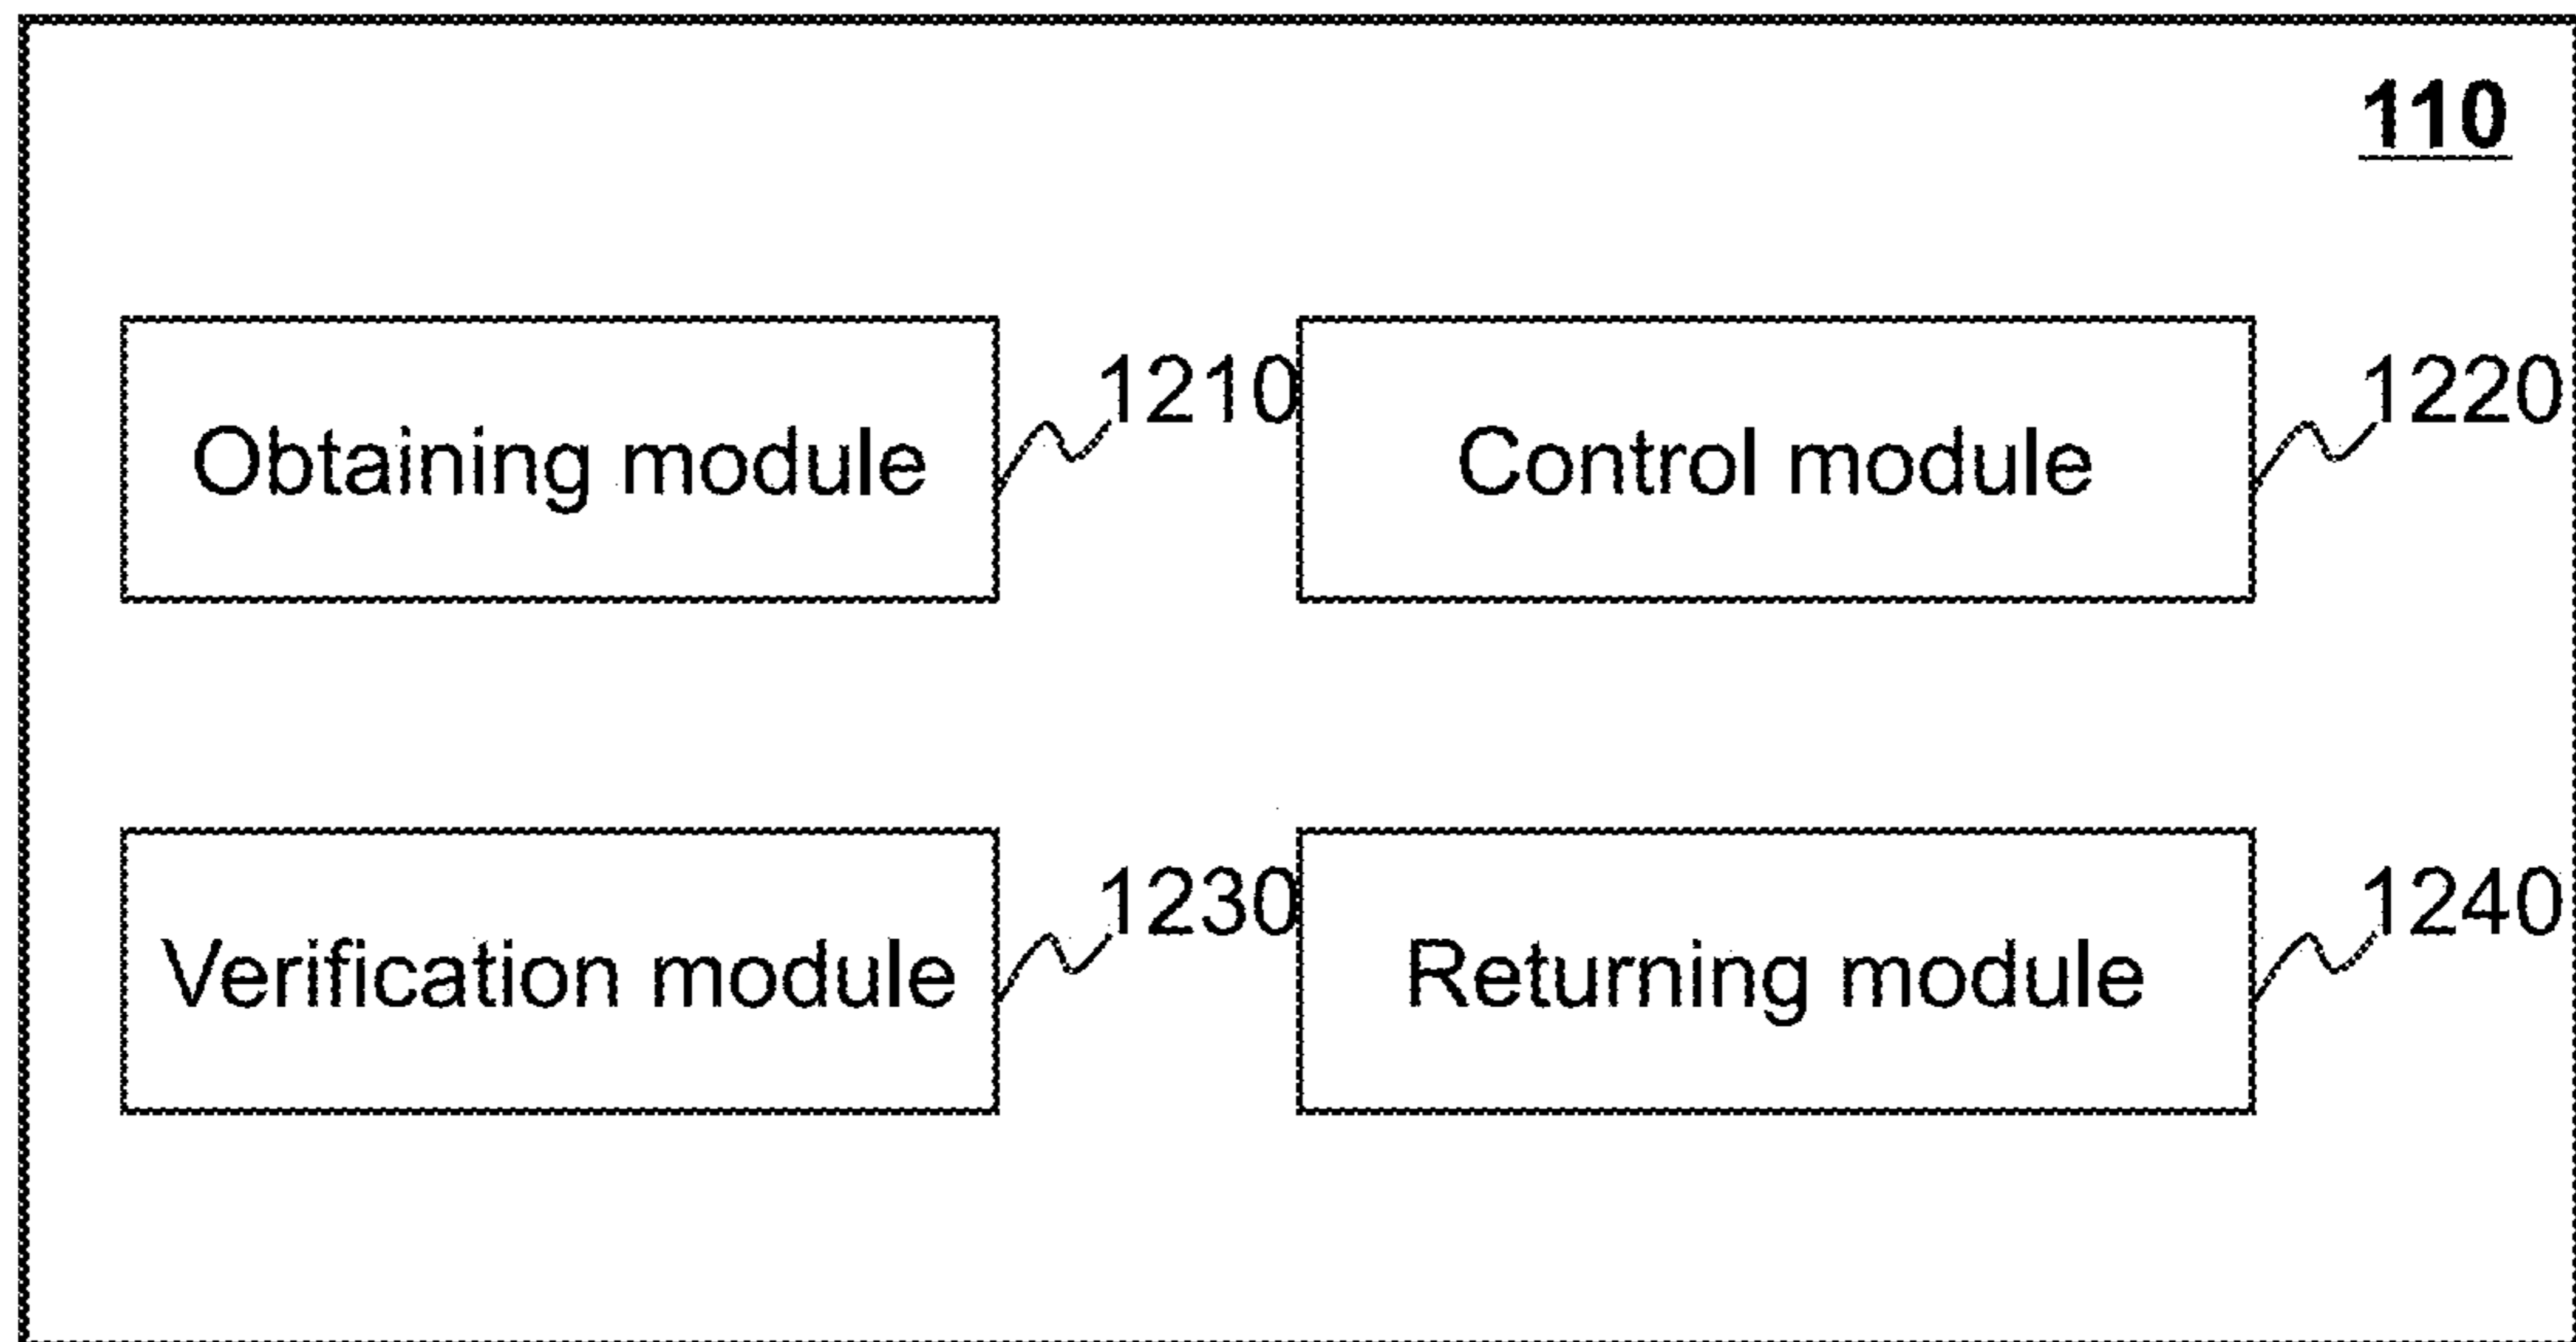 110
Obtaining module
1210
Control module
1220
Verification module
1230
Returning module
1240